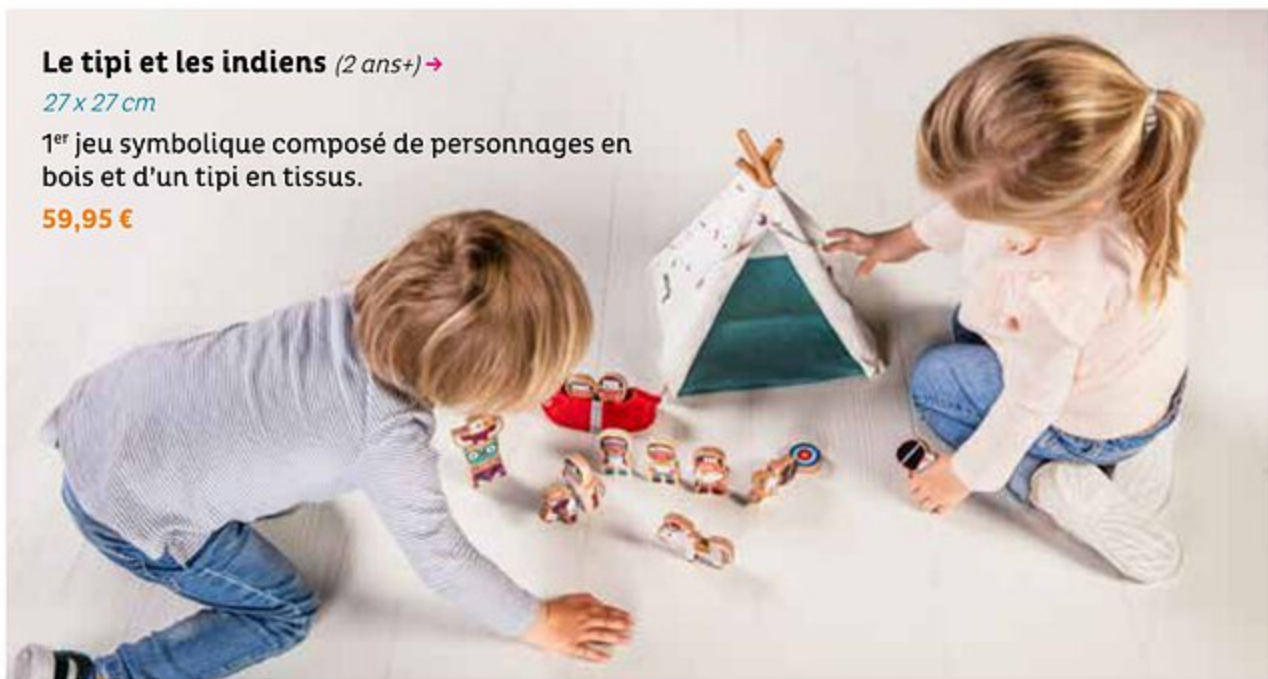 Le tipi et les indiens (2 ans+) →
27 x 27 cm
1er jeu symbolique composé de personnages en
bois et d'un tipi en tissus.
59,95 €